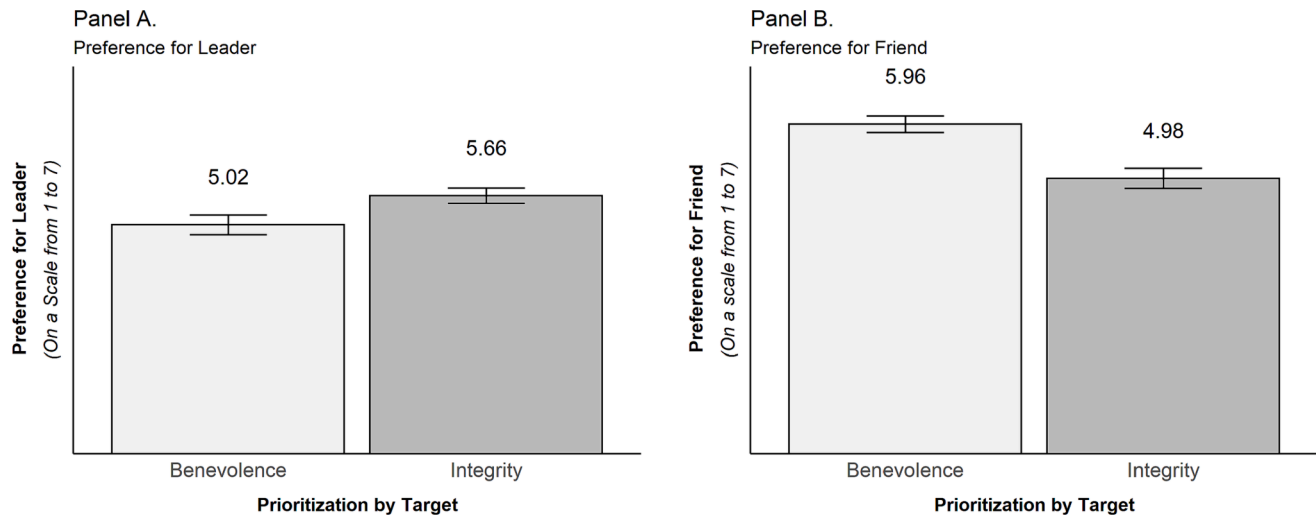 Panel A.
Preference for Leader
Preference for Leader
(On a Scale from 1 to 7)
5.02
5.66
Benevolence
Integrity
Prioritization by Target
Panel B.
Preference for Friend
Preference for Friend
(On a scale from 1 to 7)
5.96
4.98
Benevolence
Integrity
Prioritization by Target